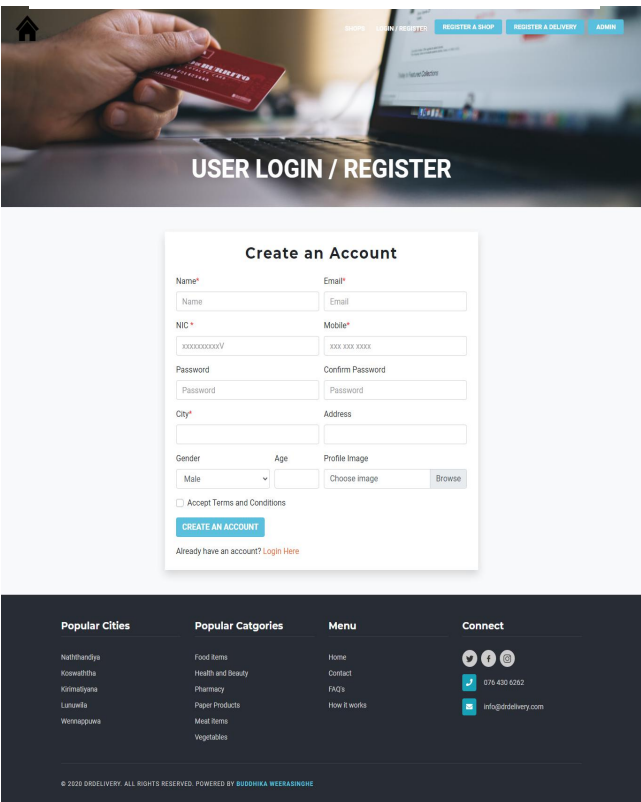 SHOPS LOGIN / REGISTER REGISTER A SHOP REGISTER A DELIVERY ADMIN
BURRITO
USER LOGIN / REGISTER
Create an Account
Name* Email*
Name Email
NIC * Mobile*
xxxxxxxxxxV xxx xxx xxxx
Password Confirm Password
Password Password
City* Address
Gender Age Profile Image
Male Choose image Browse
Accept Terms and Conditions
CREATE AN ACCOUNT
Already have an account? Login Here
Popular Cities Popular Catgories Menu Connect
Naththandiya Food items Home
Koswaththa Health and Beauty Contact
Kirimatiyana Pharmacy FAQ's 076 430 6262
Lunuwila Paper Products How it works info@drdelivery.com
Wennappuwa Meat items
Vegetables
© 2020 DRDELIVERY. ALL RIGHTS RESERVED. POWERED BY BUDDHIKA WEERASINGHE